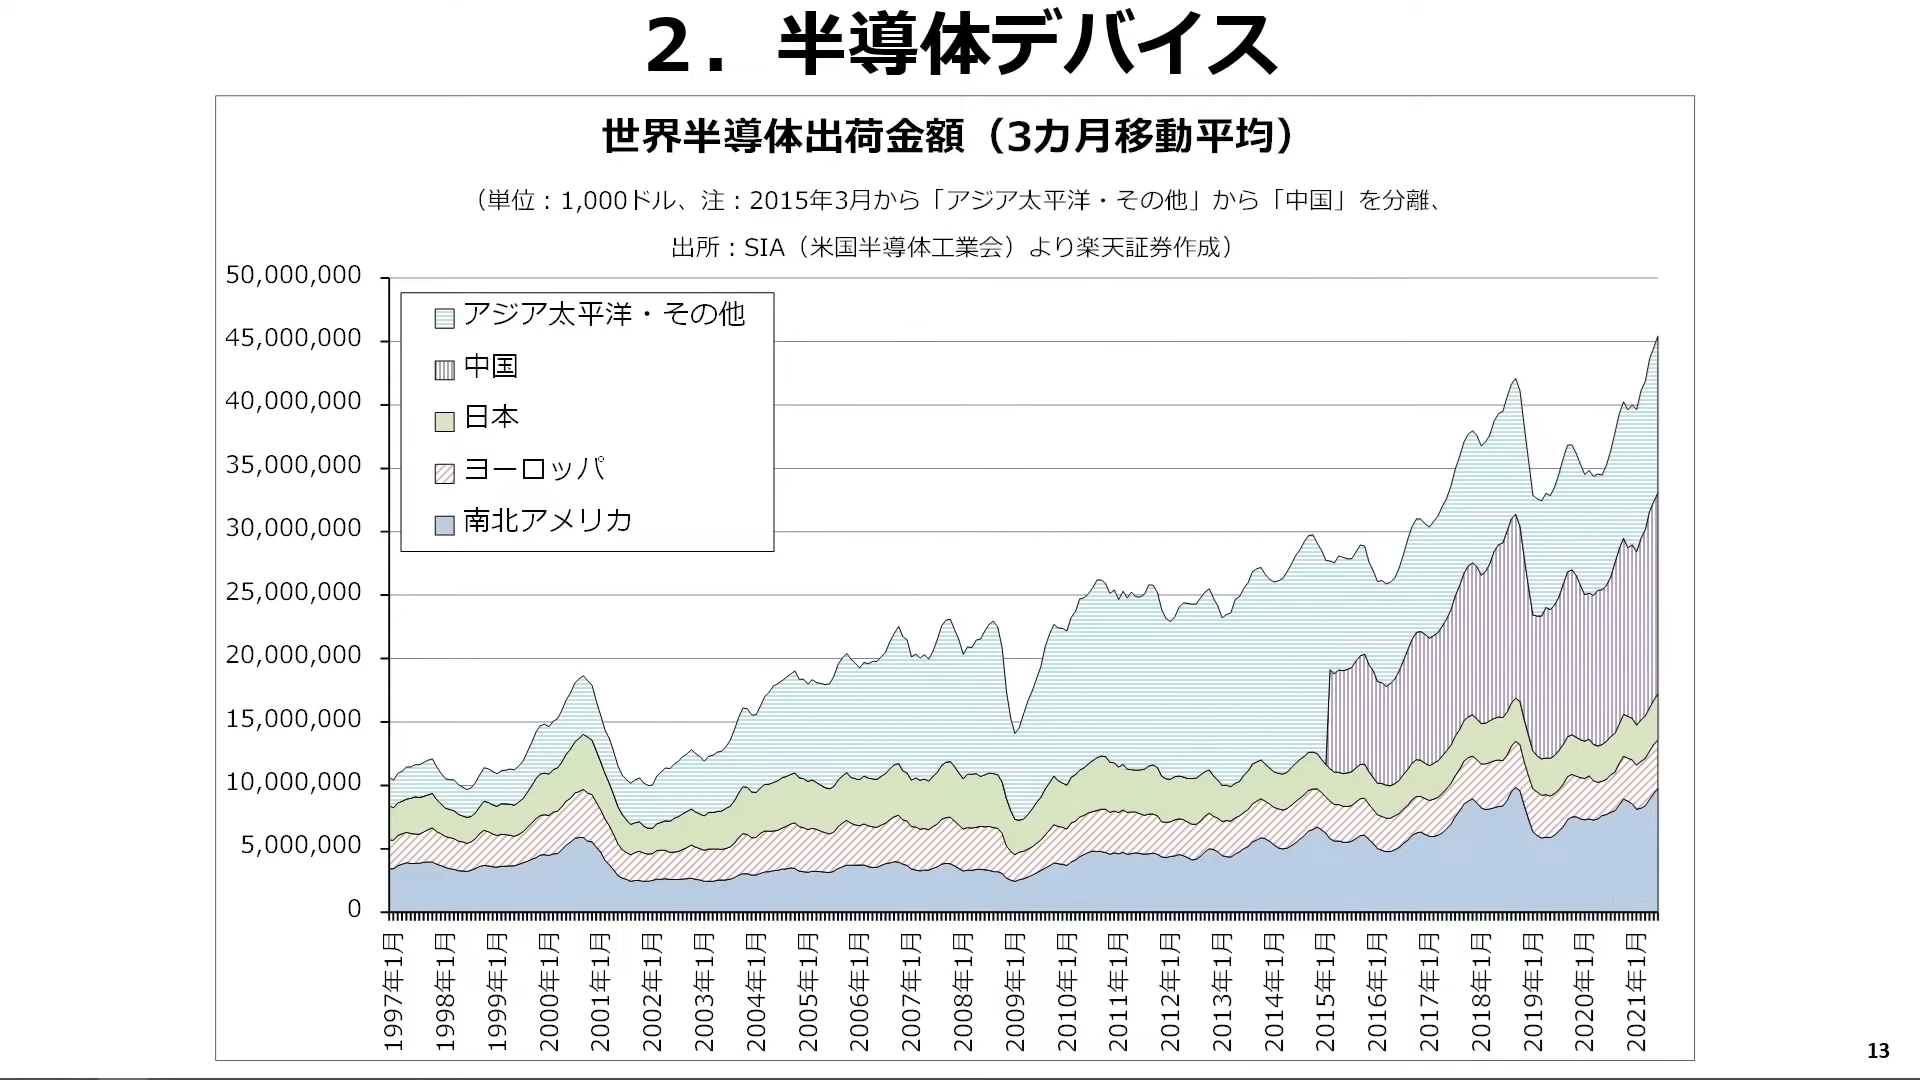 ２．半導体デバイス
世界半導体出荷金額（3カ月移動平均）
（単位：1,000ドル、注：2015年3月から「アジア太平洋・その他」から「中国」を分離、
出所：SIA（米国半導体工業会）より楽天証券作成）
50,000,000
45,000,000
40,000,000
35,000,000
30,000,000
25,000,000
20,000,000
15,000,000
10,000,000
5,000,000
0
アジア太平洋・その他
中国
日本
ヨーロッパ
南北アメリカ
1997年1月
1998年1月
1999年1月
2000年1月
2001年1月
2002年1月
2003年1月
2004年1月
2005年1月
2006年1月
2007年1月
2008年1月
2009年1月
2010年1月
2011年1月
2012年1月
2013年1月
2014年1月
2015年1月
2016年1月
2017年1月
2018年1月
2019年1月
2020年1月
2021年1月
13